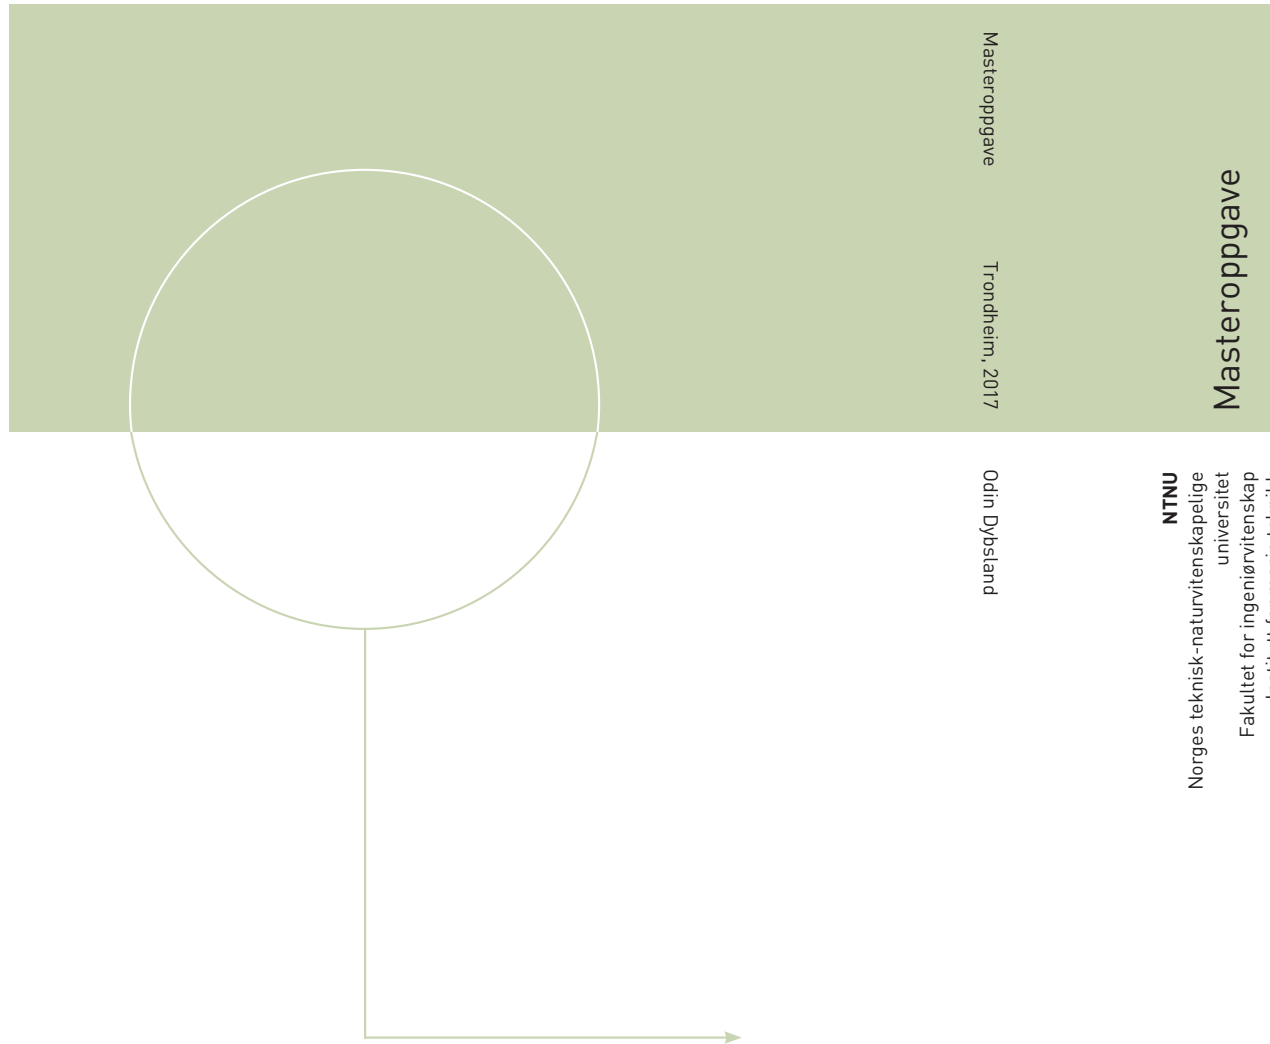 Masteroppgave
Trondheim, 2017
Odin Dybsland
Masteroppgave
NTNU
Norges teknisk-naturvitenskapelige
universitet
Fakultet for ingeniørvitenskap